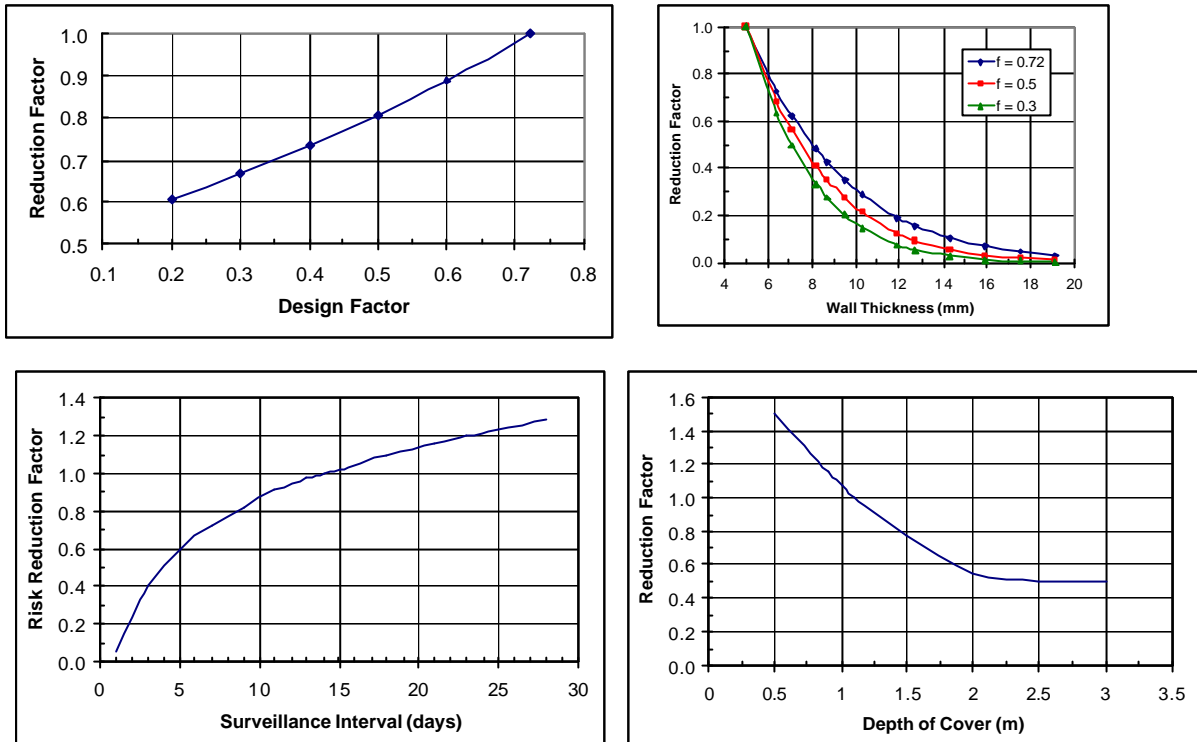 Reduction Factor
1.0
0.9
0.8
0.7
0.6
0.5
0.1 0.2 0.3 0.4 0.5 0.6 0.7 0.8
Design Factor
Reduction Factor
1.0
0.8
0.6
0.4
0.2
0.0
f = 0.72
f = 0.5
f = 0.3
4 6 8 10 12 14 16 18 20
Wall Thickness (mm)
Risk Reduction Factor
1.4
1.2
1.0
0.8
0.6
0.4
0.2
0.0
0 5 10 15 20 25 30
Surveillance Interval (days)
Reduction Factor
1.6
1.4
1.2
1.0
0.8
0.6
0.4
0.2
0.0
0 0.5 1 1.5 2 2.5 3 3.5
Depth of Cover (m)